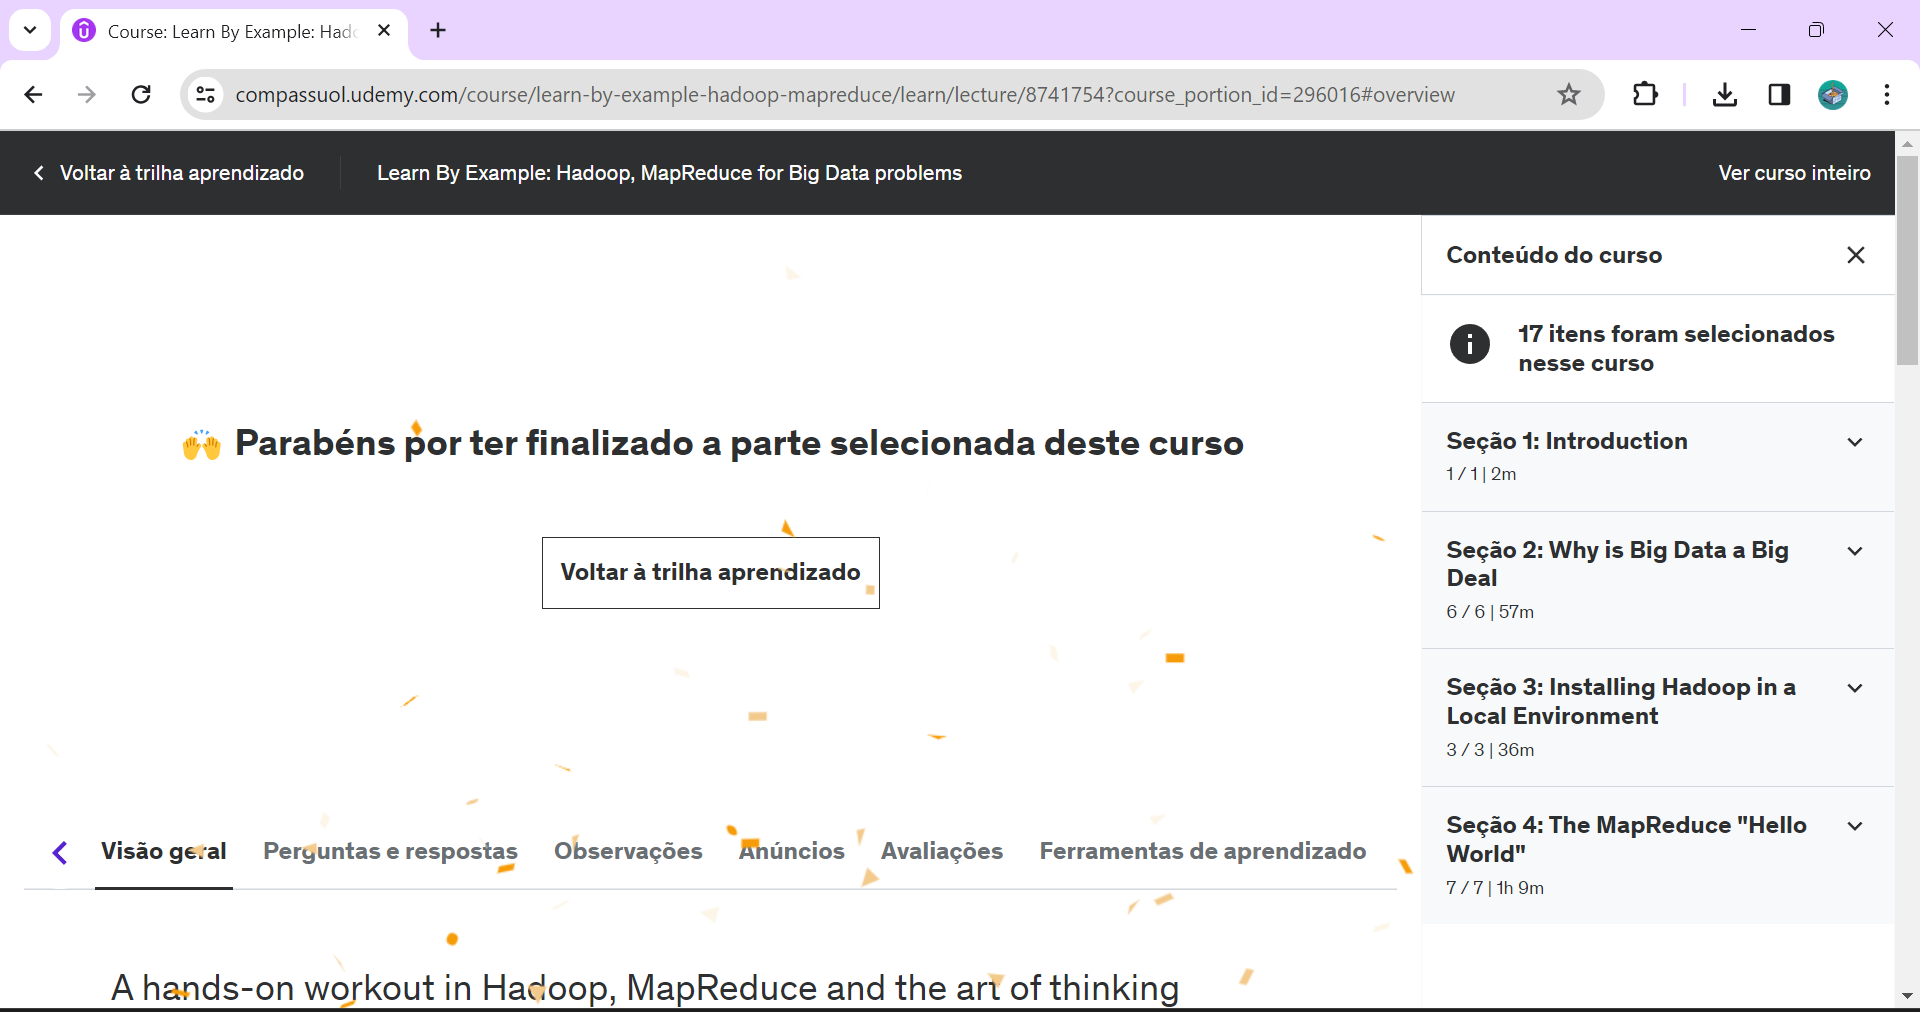 Course: Learn By Example: Had
compassuol.udemy.com/course/learn-by-example-hadoop-mapreduce/learn/lecture/8741754?course_portion_id=296016#overview
Voltar à trilha aprendizado
Learn By Example: Hadoop, MapReduce for Big Data problems
Ver curso inteiro
🙌 Parabéns por ter finalizado a parte selecionada deste curso
Voltar à trilha aprendizado
Visão geral
Perguntas e respostas
Observações
Anúncios
Avaliações
Ferramentas de aprendizado
A hands-on workout in Hadoop, MapReduce and the art of thinking
Conteúdo do curso
17 itens foram selecionados
nesse curso
Seção 1: Introduction
1 / 1 | 2m
Seção 2: Why is Big Data a Big
Deal
6 / 6 | 57m
Seção 3: Installing Hadoop in a
Local Environment
3 / 3 | 36m
Seção 4: The MapReduce "Hello
World"
7 / 7 | 1h 9m